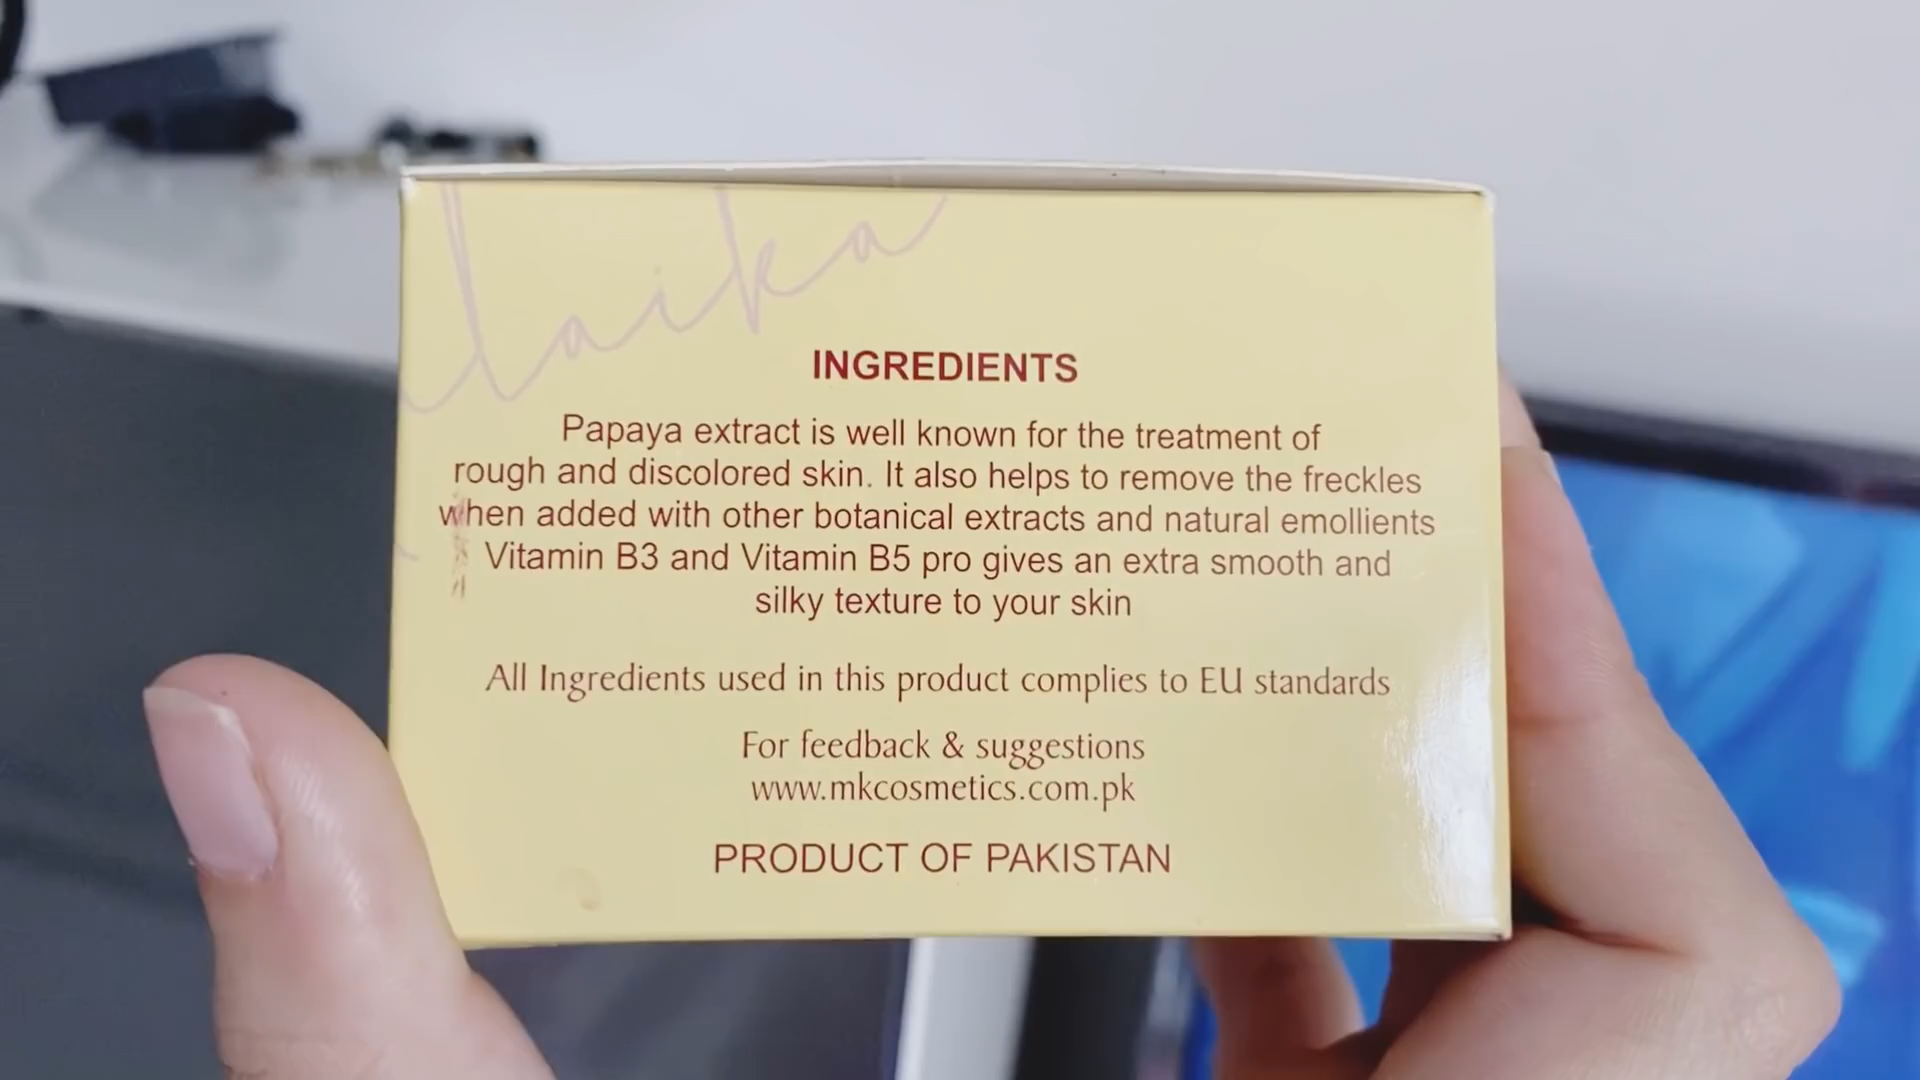 laika
INGREDIENTS
Papaya extract is well known for the treatment of
rough and discolored skin. It also helps to remove the freckles
when added with other botanical extracts and natural emollients
Vitamin B3 and Vitamin B5 pro gives an extra smooth and
silky texture to your skin
All Ingredients used in this product complies to EU standards
For feedback & suggestions
www.mkcosmetics.com.pk
PRODUCT OF PAKISTAN